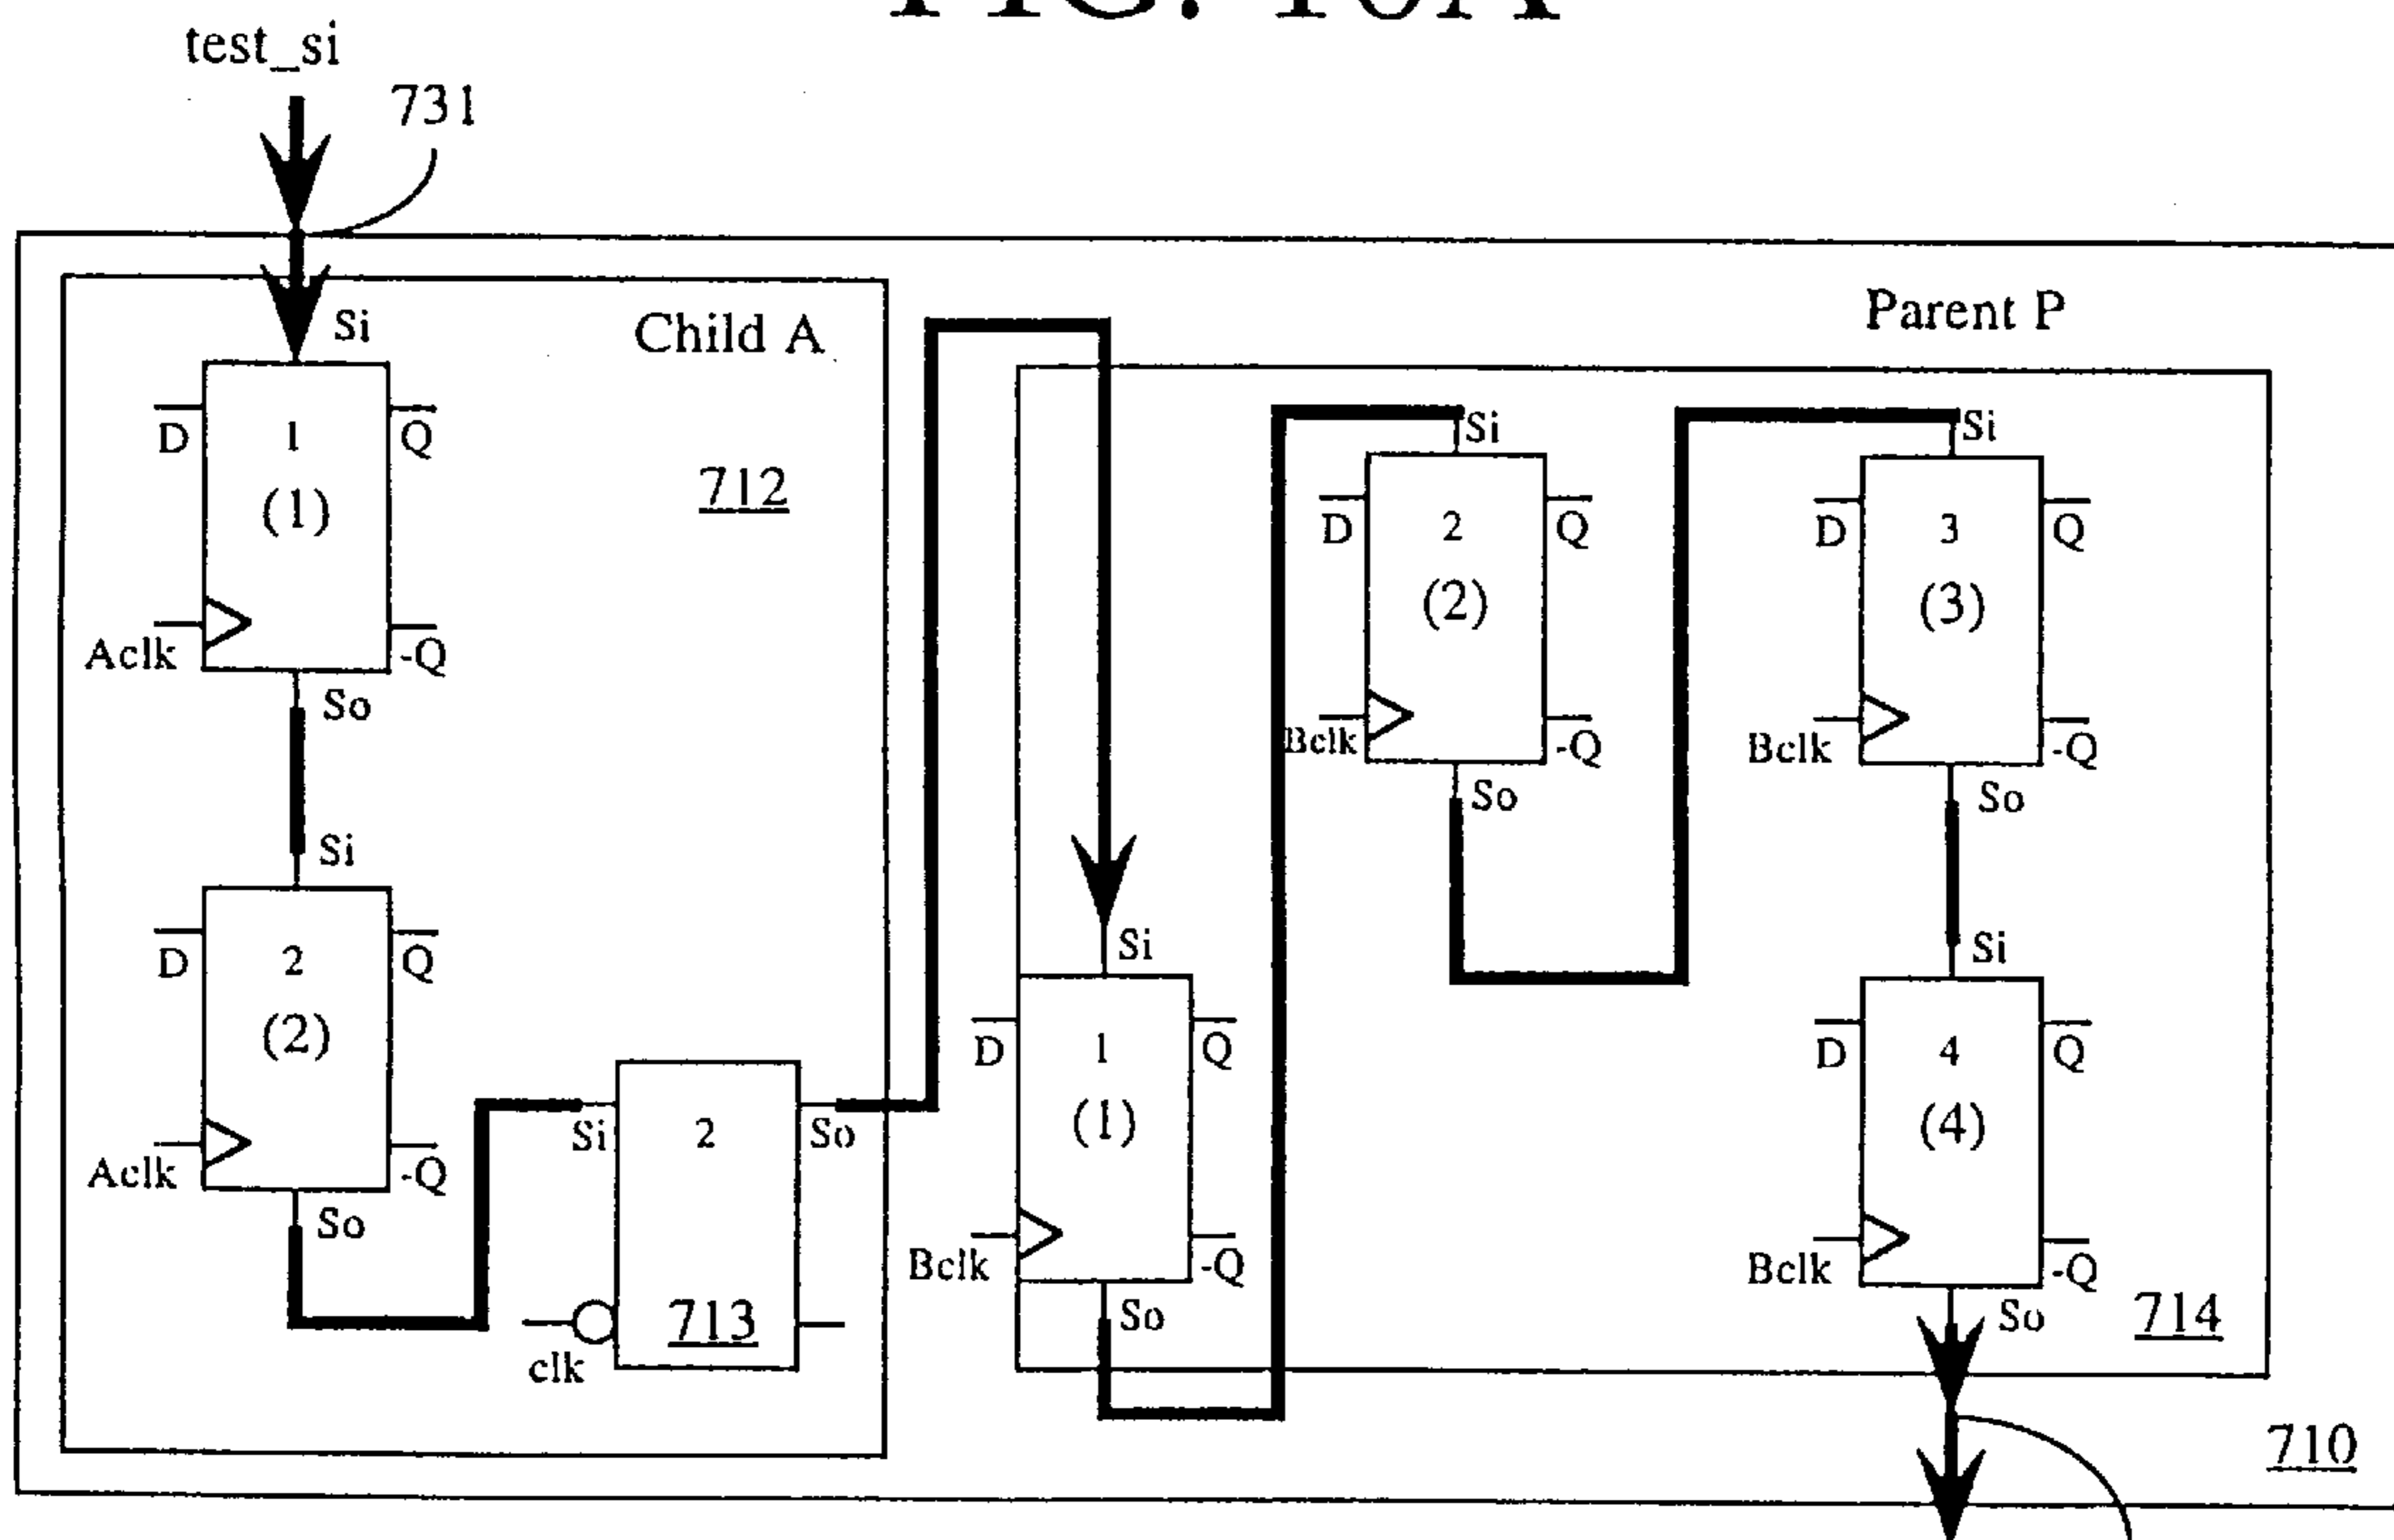 FIG. 10A
test_si
731
Parent P
Child A
Si
D
1
Q
(1)
712
Aclk
-Q
So
Si
D
2
Q
(2)
Aclk
-Q
So
Si
2
So
713
clk
Si
D
1
Q
(1)
Bclk
-Q
So
Si
D
2
Q
(2)
Bclk
-Q
So
Si
D
3
Q
(3)
Bclk
-Q
So
Si
D
4
Q
(4)
Bclk
-Q
So
714
710